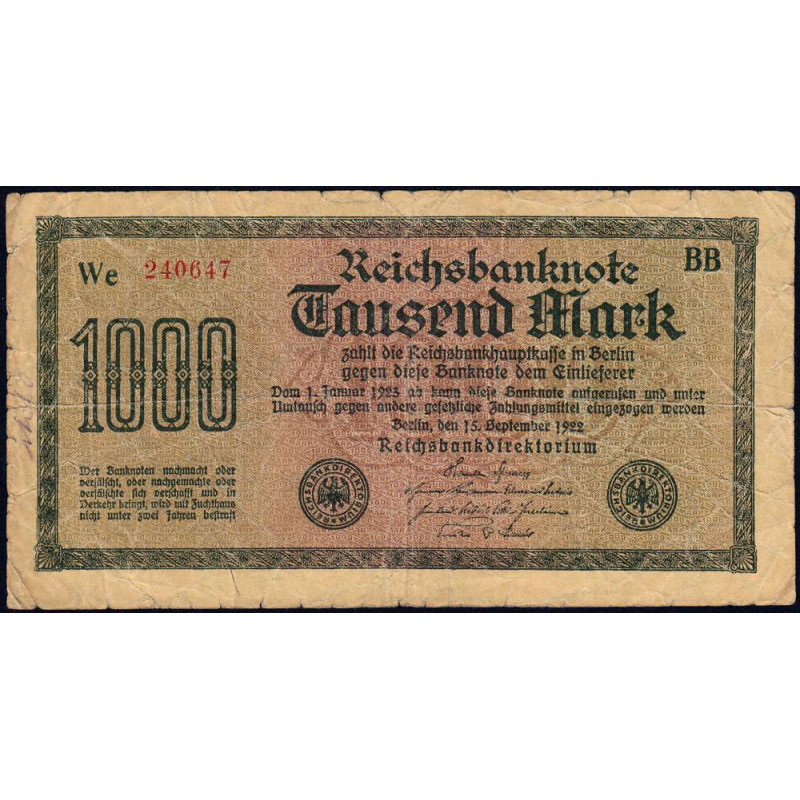 We 240647
BB
Reichsbanknote
Tausend Mark
1000
zahlt die Reichsbankhauptkasse in Berlin
gegen diese Banknote dem Einlieferer
Vom 1. Januar 1923 ab kann diese Banknote aufgerufen und unter
Umtausch gegen andere gesetzliche Zahlungsmittel eingezogen werden
Berlin, den 15. September 1922
Reichsbankdirektorium
Wer Banknoten nachmacht oder
verfälscht, oder nachgemachte oder
verfälschte sich verschafft und in
Verkehr bringt, wird mit Zuchthaus
nicht unter zwei Jahren bestraft
REICHSBANKDIREKTORIUM
REICHSBANKDIREKTORIUM